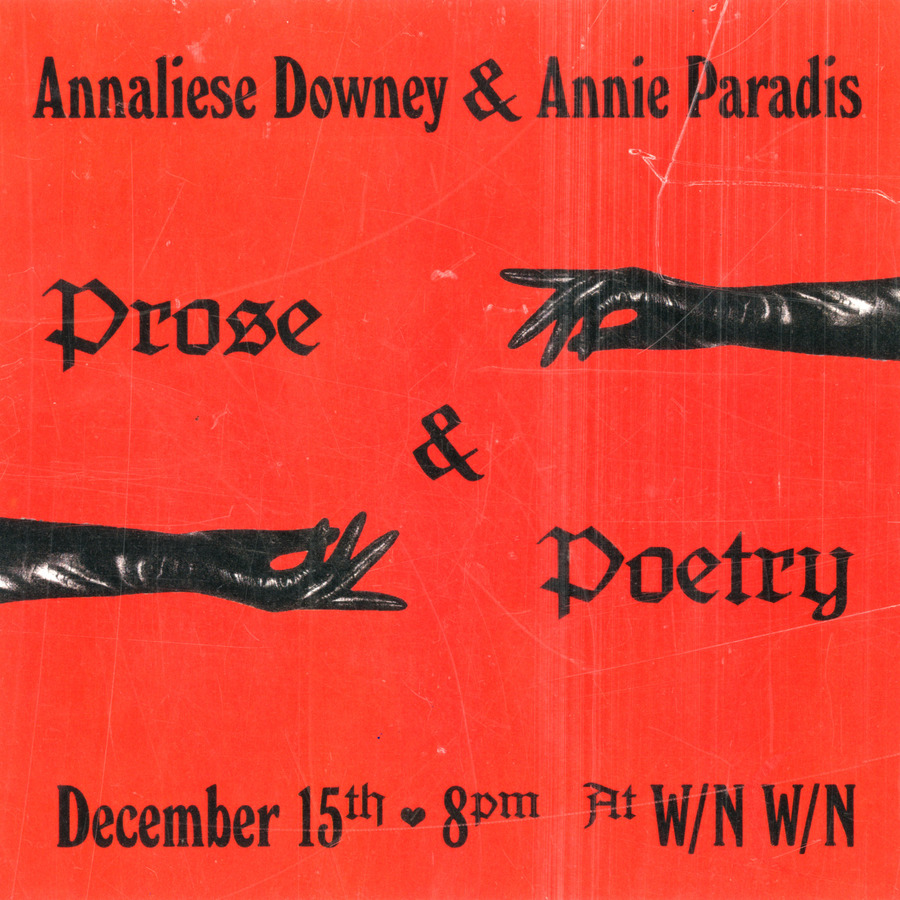 Annaliese Downey & Annie Paradis
Prose
&
Poetry
December 15th ♥ 8pm At W/N W/N